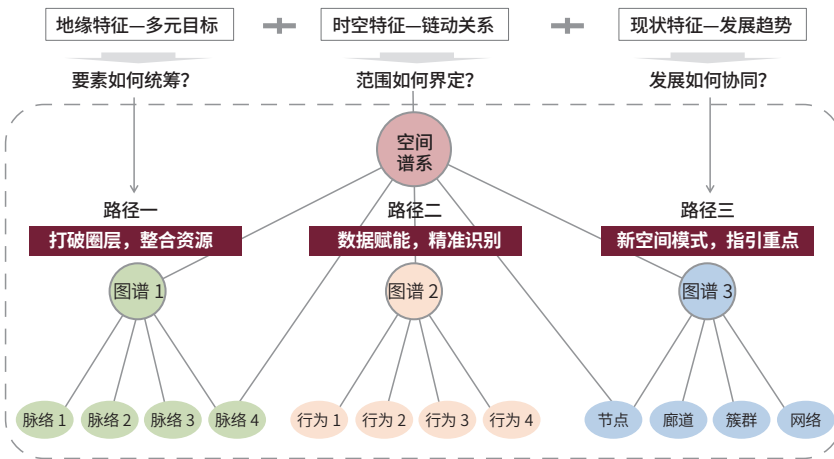 地缘特征—多元目标
时空特征—链动关系
现状特征—发展趋势
要素如何统筹?
范围如何界定?
发展如何协同?
空间
谱系
路径一
路径二
路径三
打破圈层，整合资源
数据赋能，精准识别
新空间模式，指引重点
图谱 1
图谱 2
图谱 3
脉络 1
脉络 2
脉络 3
脉络 4
行为 1
行为 2
行为 3
行为 4
节点
廊道
簇群
网络